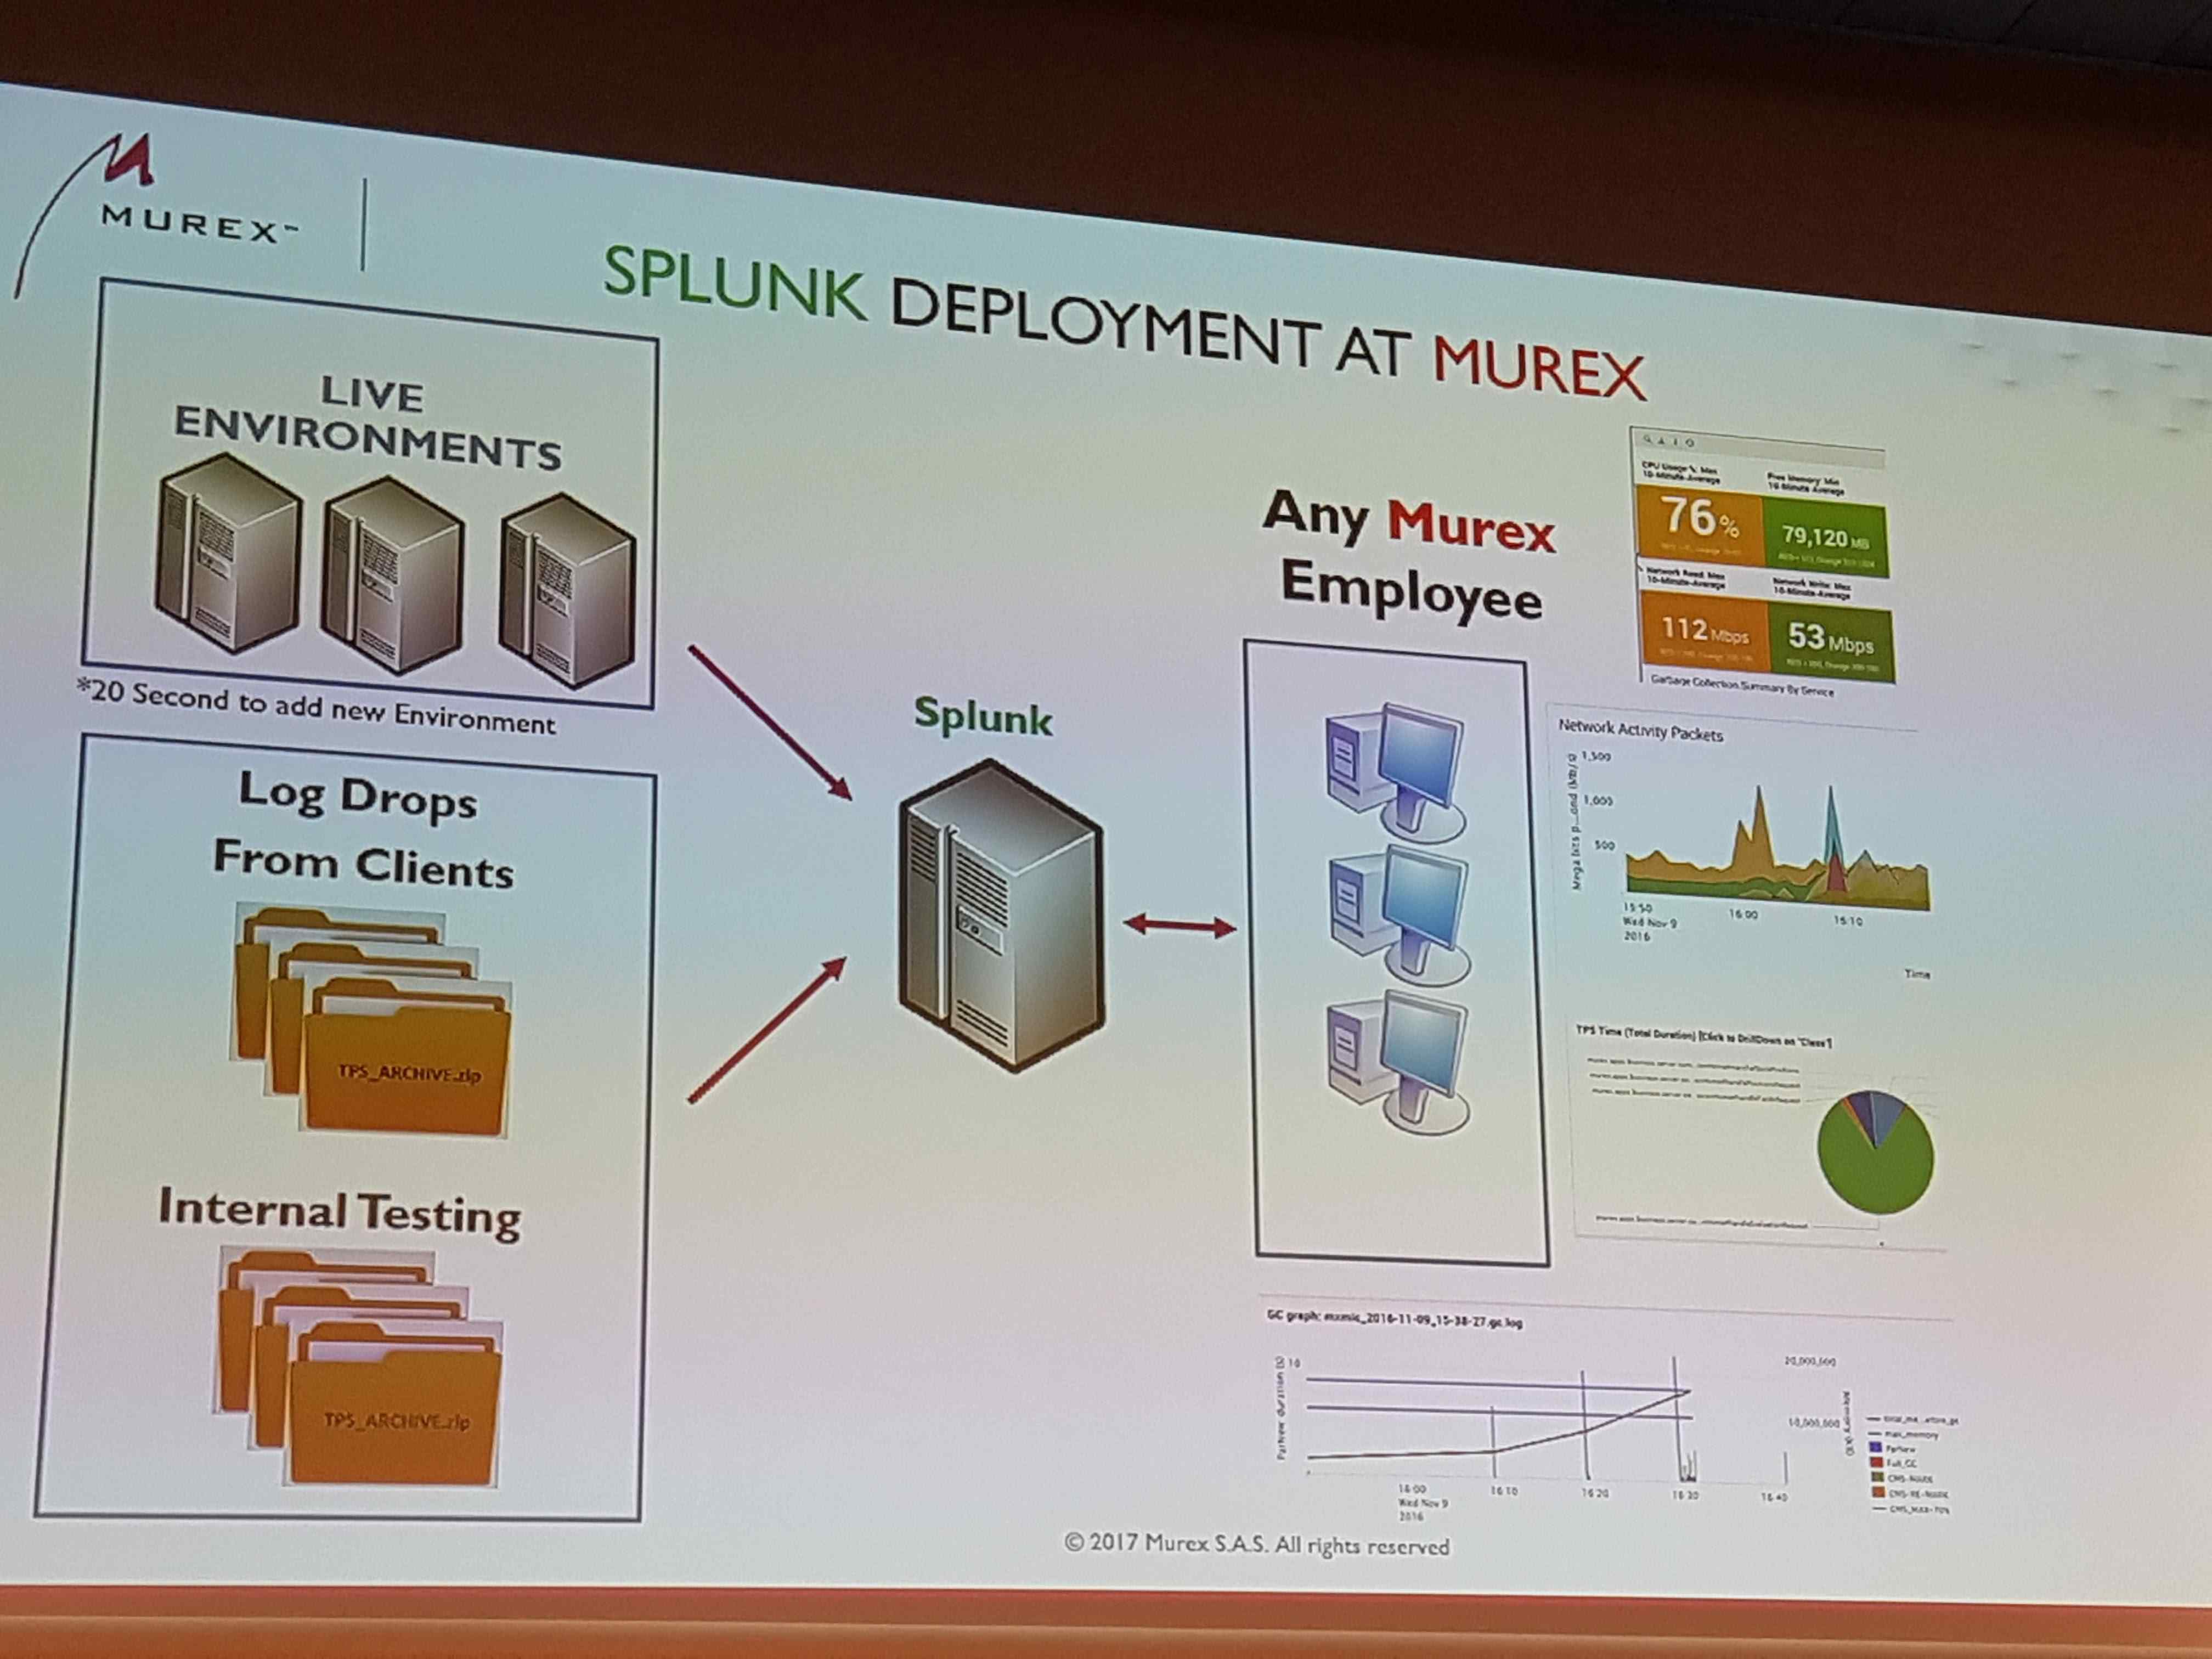 MUREX™
SPLUNK DEPLOYMENT AT MUREX
LIVE
ENVIRONMENTS
*20 Second to add new Environment
Log Drops
From Clients
TPS_ARCHIVE.zip
Internal Testing
TPS_ARCHIVE.zip
Splunk
Any Murex
Employee
CPU Usage %: Max
10-Minute-Average
Free Memory: Min
10-Minute-Average
76%
79,120 MB
Network Read: Max
10-Minute-Average
Network Write: Max
10-Minute-Average
112 Mbps
53 Mbps
Garbage Collection Summary By Service
Network Activity Packets
1,500
1,000
500
15:50
Wed Nov 9
2016
16:00
16:10
Time
TPS Time (Total Duration) [Click to DrillDown on 'Class']
GC graph: mxmlc_2016-11-09_15-38-27.gc.log
ParNew duration (s)
10
20,000,000
10,000,000
16:00
Wed Nov 9
2016
16:10
16:20
16:30
16:40
max_memory
ParNew
Full_GC
© 2017 Murex S.A.S. All rights reserved